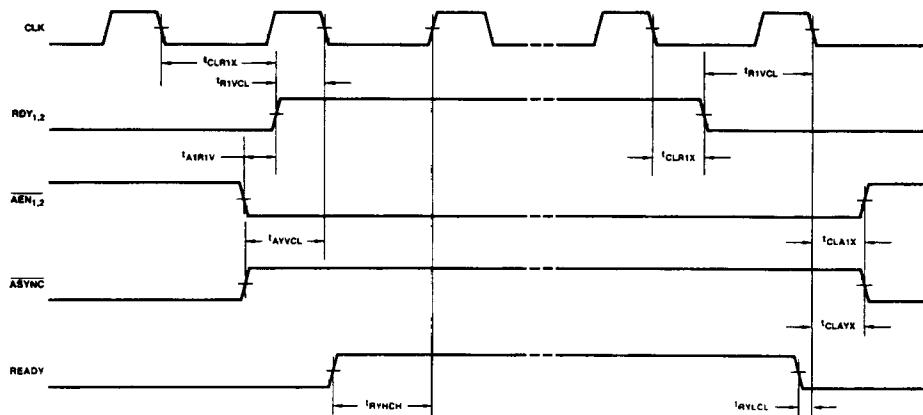 CLK
tCLR1X
tR1VCL
tR1VCL
RDY1,2
tA1R1V
tCLR1X
AEN1,2
tAYVCL
tCLA1X
ASYNC
tCLAYX
READY
tRYHCH
tRYLCL